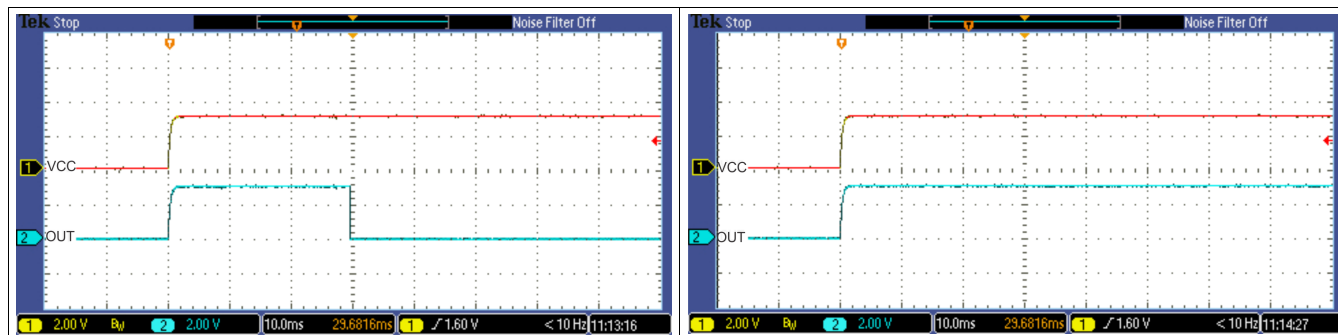 Tek Stop
Noise Filter Off
1 VCC
2 OUT
1 2.00 V BW 2 2.00 V 10.0ms 29.6816ms 1 1.60 V < 10 Hz 11:13:16
Tek Stop
Noise Filter Off
1 VCC
2 OUT
1 2.00 V BW 2 2.00 V 10.0ms 29.6816ms 1 1.60 V < 10 Hz 11:14:27